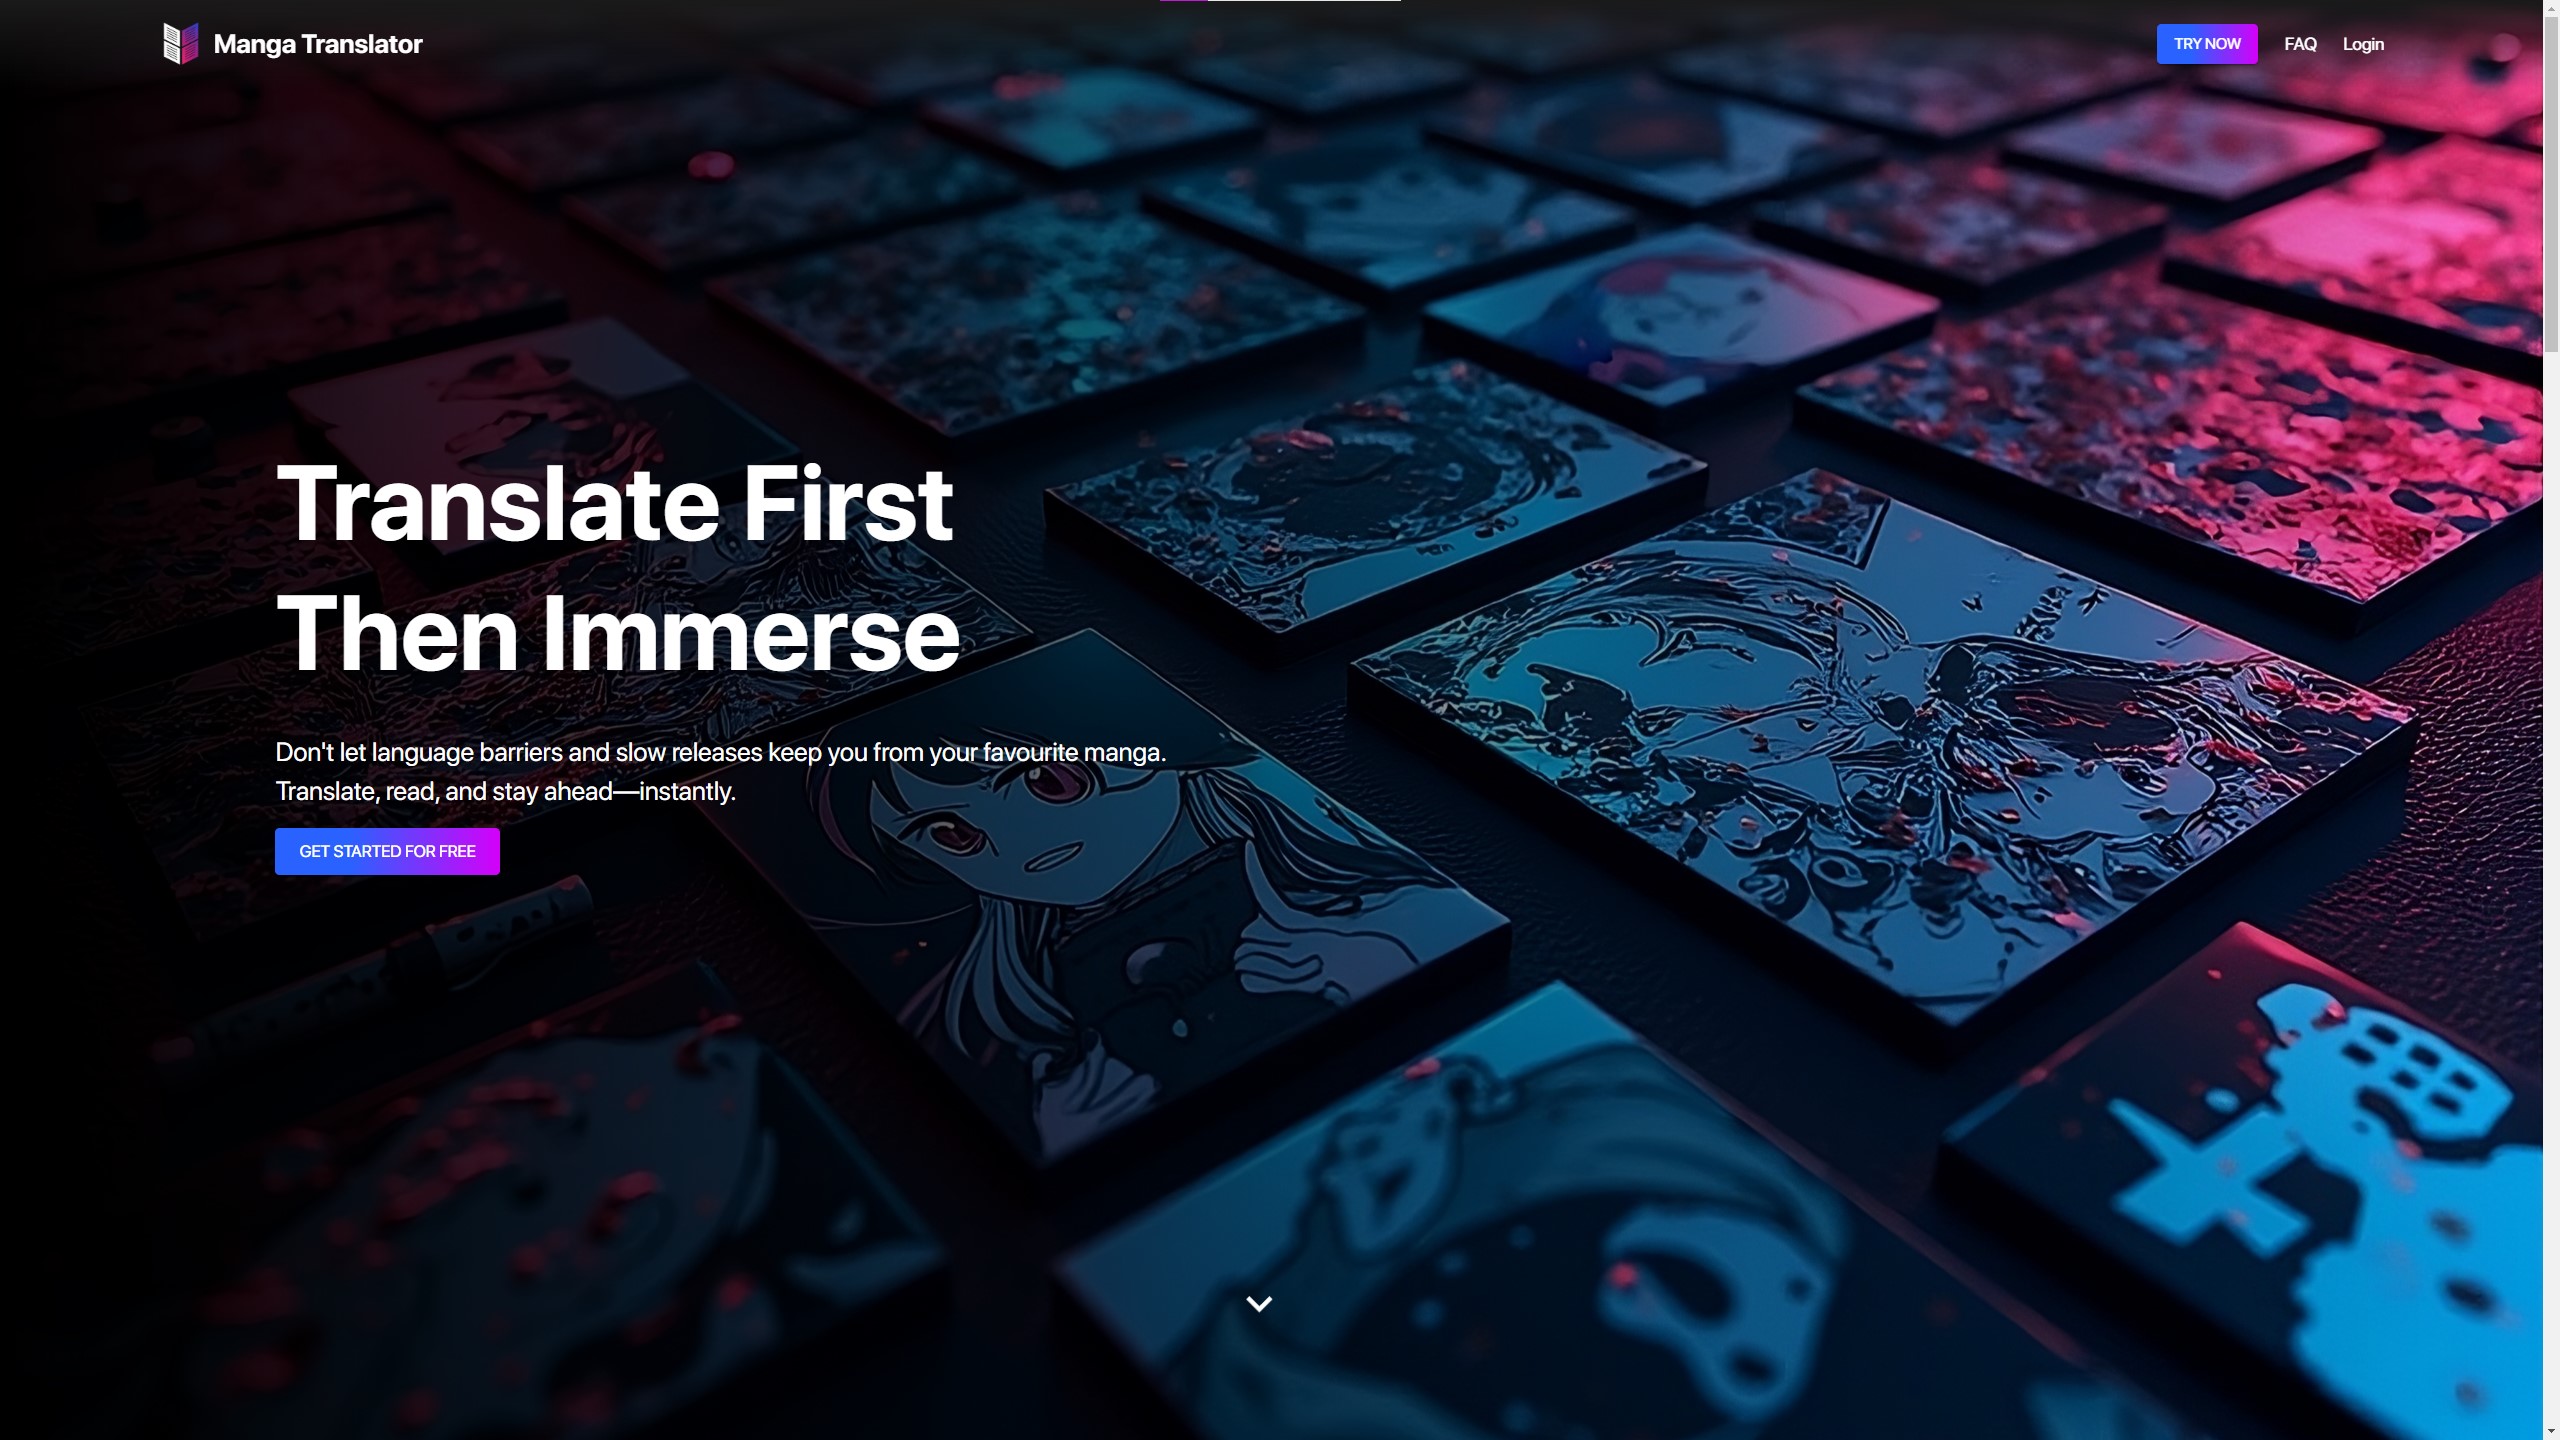 Manga Translator
TRY NOW
FAQ
Login
Translate First
Then Immerse
Don't let language barriers and slow releases keep you from your favourite manga.
Translate, read, and stay ahead—instantly.
GET STARTED FOR FREE